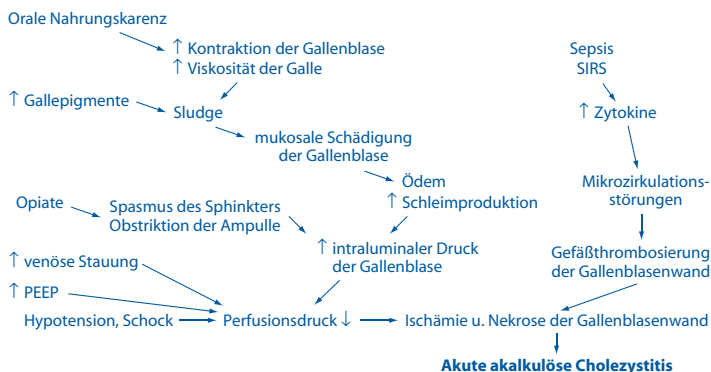 Orale Nahrungskarenz
↑ Kontraktion der Gallenblase
↑ Viskosität der Galle
Sepsis
SIRS
↑ Gallepigmente
Sludge
↑ Zytokine
mukosale Schädigung
der Gallenblase
Ödem
↑ Schleimproduktion
Mikrozirkulations-
störungen
Opiate
Spasmus des Sphinkters
Obstriktion der Ampulle
↑ intraluminaler Druck
der Gallenblase
Gefäßthrombosierung
der Gallenblasenwand
↑ venöse Stauung
↑ PEEP
Hypotension, Schock
Perfusionsdruck ↓
Ischämie u. Nekrose der Gallenblasenwand
Akute akalkulöse Cholezystitis